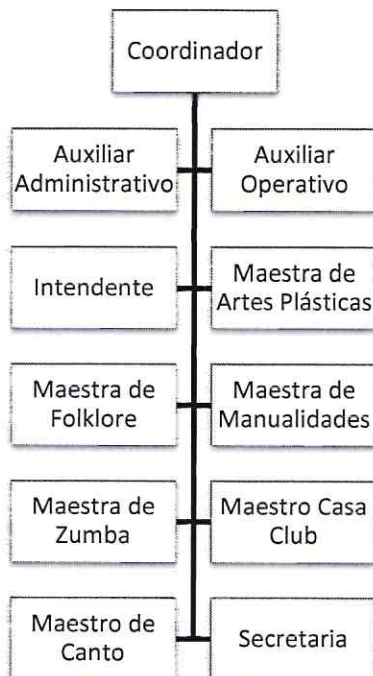 Coordinador
Auxiliar
Administrativo
Auxiliar
Operativo
Intendente
Maestra de
Artes Plásticas
Maestra de
Folklore
Maestra de
Manualidades
Maestra de
Zumba
Maestro Casa
Club
Maestro de
Canto
Secretaria